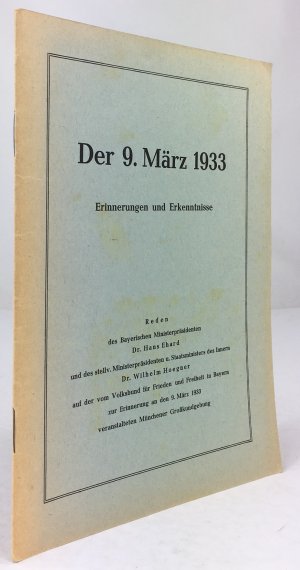 Der 9. März 1933
Erinnerungen und Erkenntnisse
Reden
des Bayerischen Ministerpräsidenten
Dr. Hans Ehard
und des stellv. Ministerpräsidenten u. Staatsministers des Innern
Dr. Wilhelm Hoegner
auf der vom Volksbund für Frieden und Freiheit in Bayern
zur Erinnerung an den 9. März 1933
veranstalteten Münchener Großkundgebung